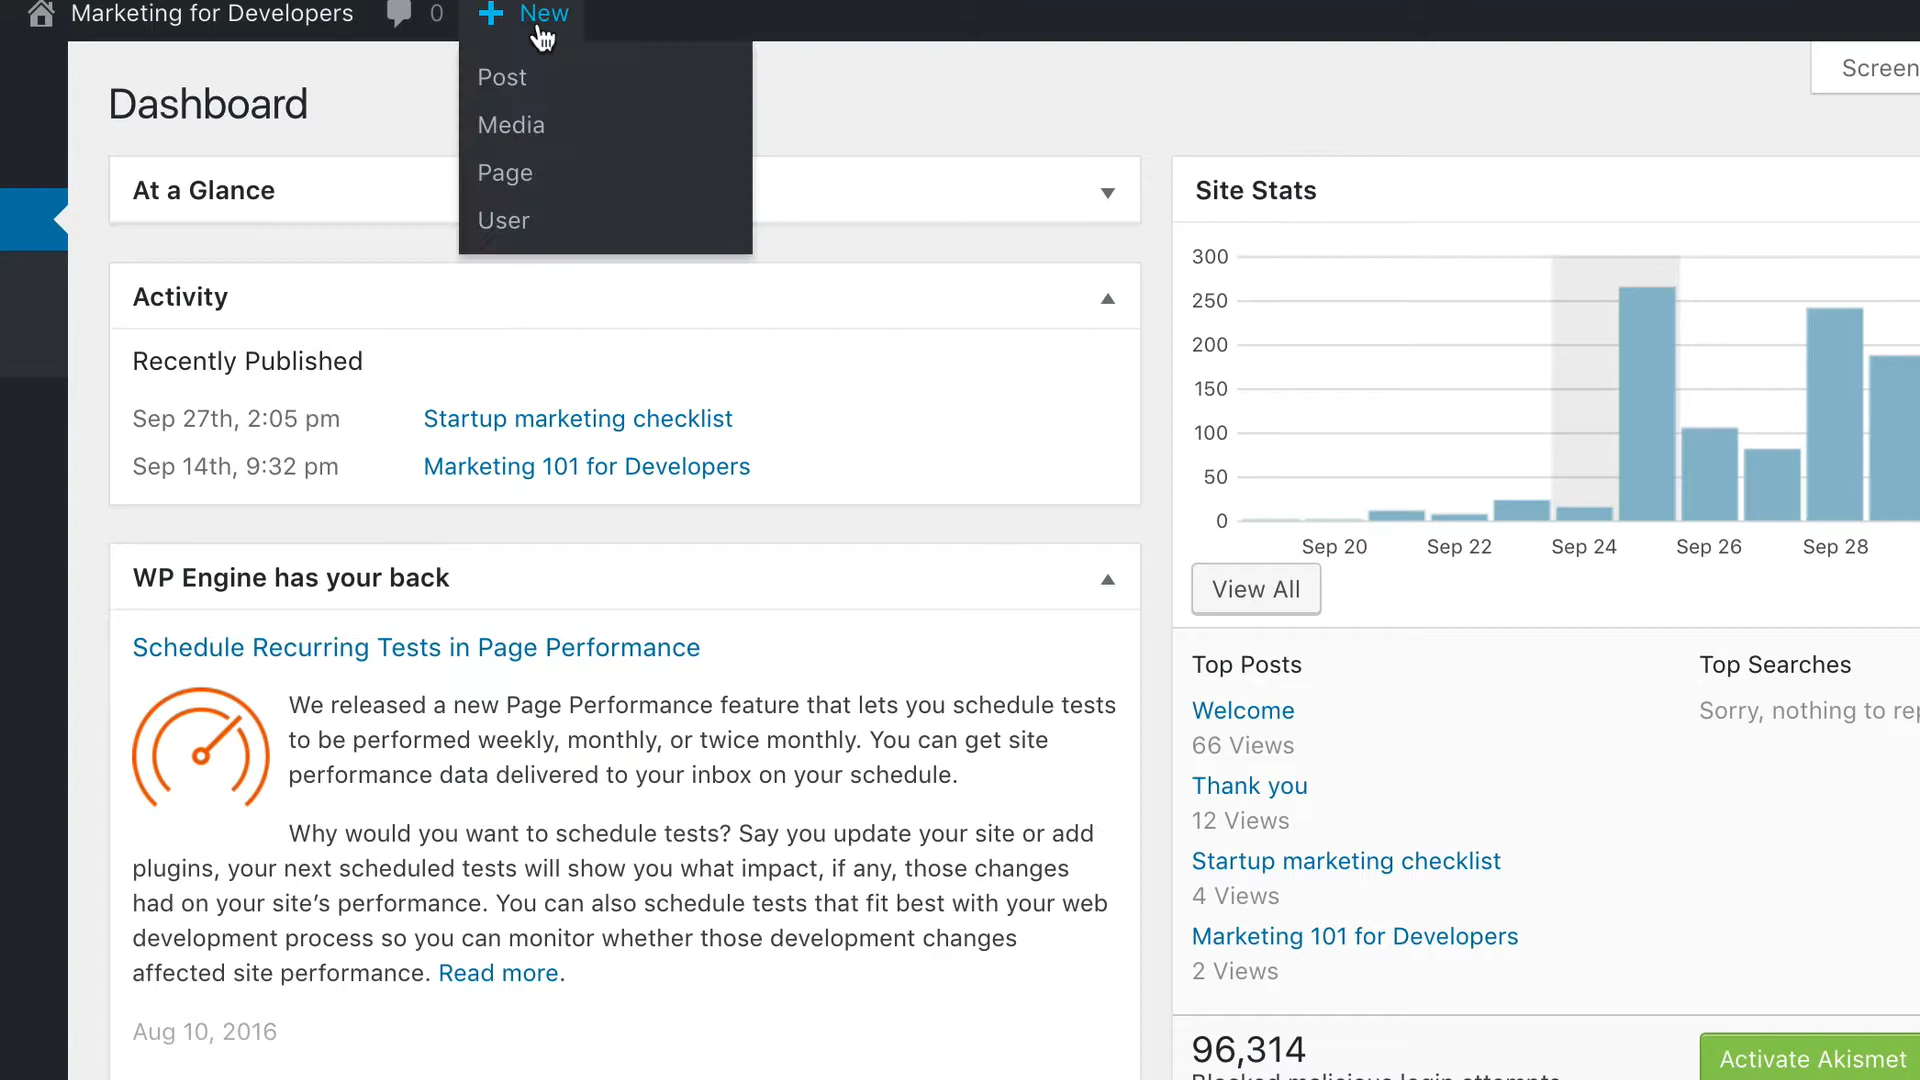 Marketing for Developers 0 New
Post
Media
Page
User
Screen
Dashboard
At a Glance
Activity
Recently Published
Sep 27th, 2:05 pm Startup marketing checklist
Sep 14th, 9:32 pm Marketing 101 for Developers
WP Engine has your back
Schedule Recurring Tests in Page Performance
We released a new Page Performance feature that lets you schedule tests
to be performed weekly, monthly, or twice monthly. You can get site
performance data delivered to your inbox on your schedule.
Why would you want to schedule tests? Say you update your site or add
plugins, your next scheduled tests will show you what impact, if any, those changes
had on your site’s performance. You can also schedule tests that fit best with your web
development process so you can monitor whether those development changes
affected site performance. Read more.
Aug 10, 2016
Site Stats
300
250
200
150
100
50
0
Sep 20 Sep 22 Sep 24 Sep 26 Sep 28
View All
Top Posts
Welcome
66 Views
Thank you
12 Views
Startup marketing checklist
4 Views
Marketing 101 for Developers
2 Views
Top Searches
Sorry, nothing to
96,314
Activate Akismet